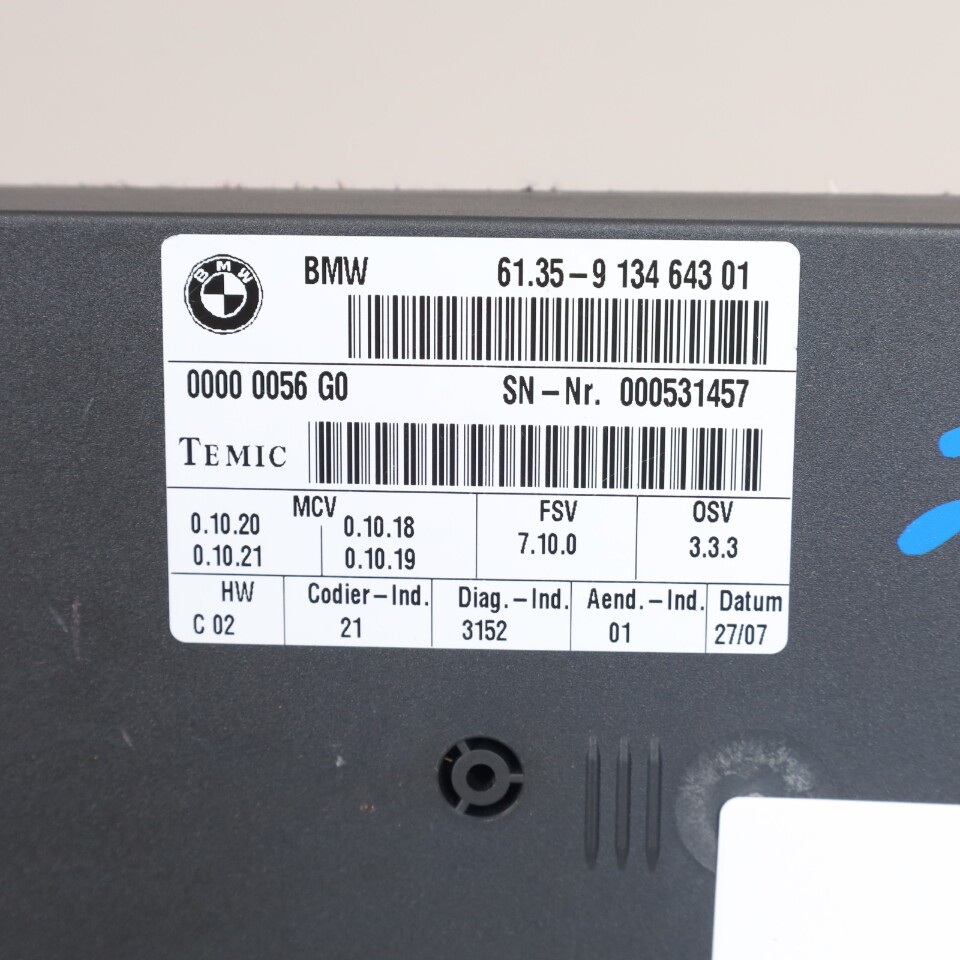 BMW
BMW 61.35-9 134 643 01
0000 0056 G0 SN-Nr. 000531457
TEMIC
MCV FSV OSV
0.10.20 0.10.18 7.10.0 3.3.3
0.10.21 0.10.19
HW Codier-Ind. Diag.-Ind. Aend.-Ind. Datum
C 02 21 3152 01 27/07